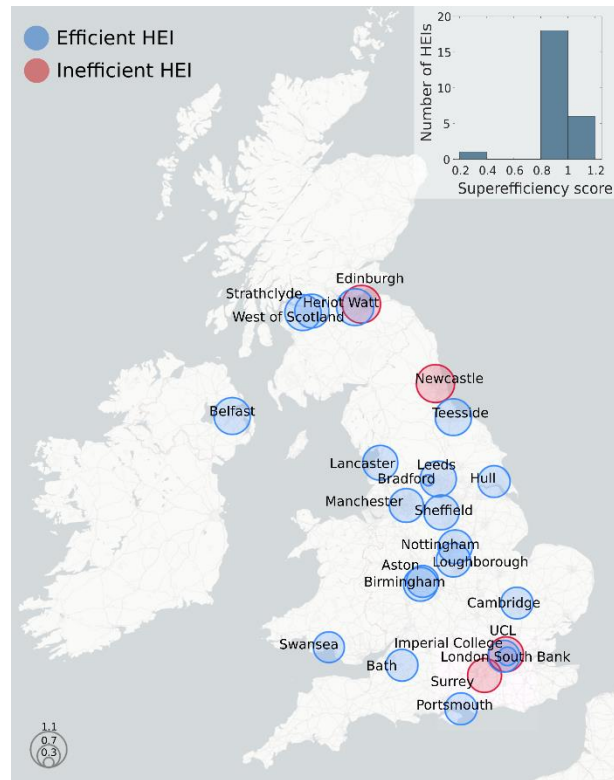 Efficient HEI
Inefficient HEI
Number of HEIs
20
15
10
5
0
0.2 0.4 0.6 0.8 1 1.2
Superefficiency score
Edinburgh
Strathclyde
Heriot Watt
West of Scotland
Newcastle
Belfast
Teesside
Lancaster
Leeds
Bradford
Hull
Manchester
Sheffield
Nottingham
Aston
Loughborough
Birmingham
Cambridge
UCL
Swansea
Imperial College
London South Bank
Bath
Surrey
Portsmouth
1.1
0.7
0.3